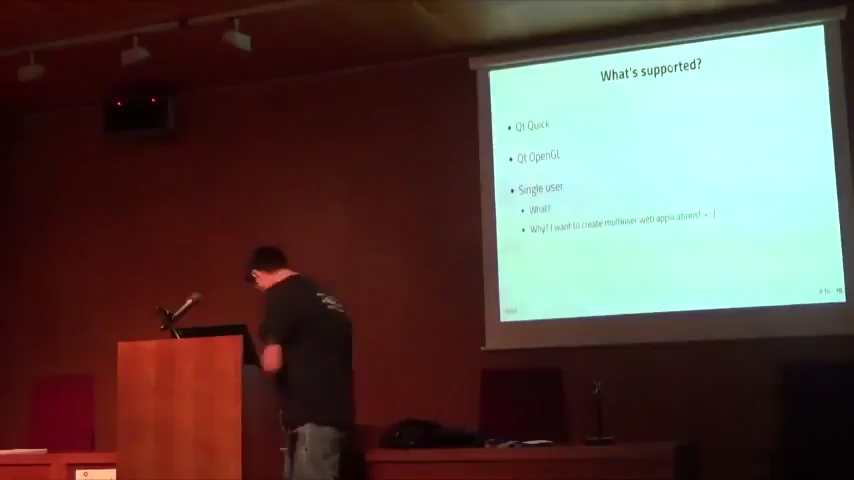 What's supported?
• Qt Quick
• Qt OpenGL
• Single user
• What?
• Why? I want to create multiuser web applications!